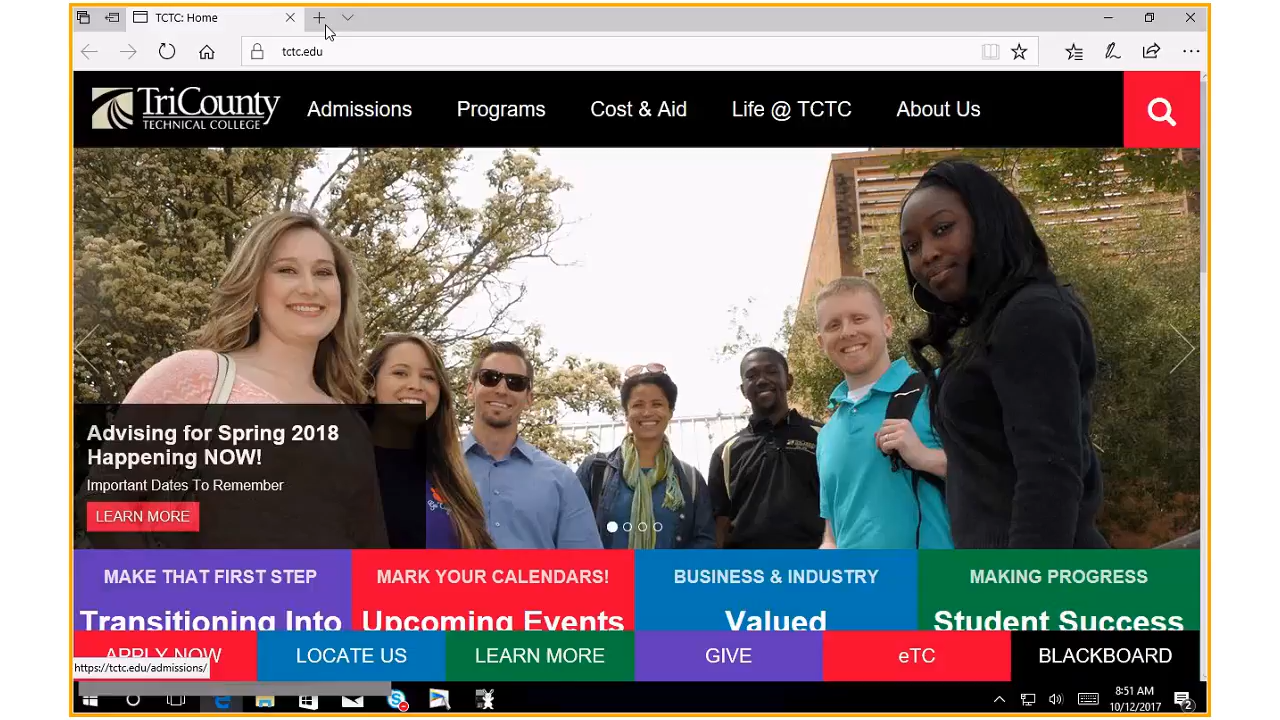 TCTC: Home
tctc.edu
TriCounty
TECHNICAL COLLEGE
Admissions
Programs
Cost & Aid
Life @ TCTC
About Us
Advising for Spring 2018
Happening NOW!
Important Dates To Remember
LEARN MORE
MAKE THAT FIRST STEP
MARK YOUR CALENDARS!
BUSINESS & INDUSTRY
MAKING PROGRESS
Transitioning Into
Upcoming Events
Valued
Student Success
APPLY NOW
LOCATE US
LEARN MORE
GIVE
eTC
BLACKBOARD
https://tctc.edu/admissions/
8:51 AM
10/12/2017
2